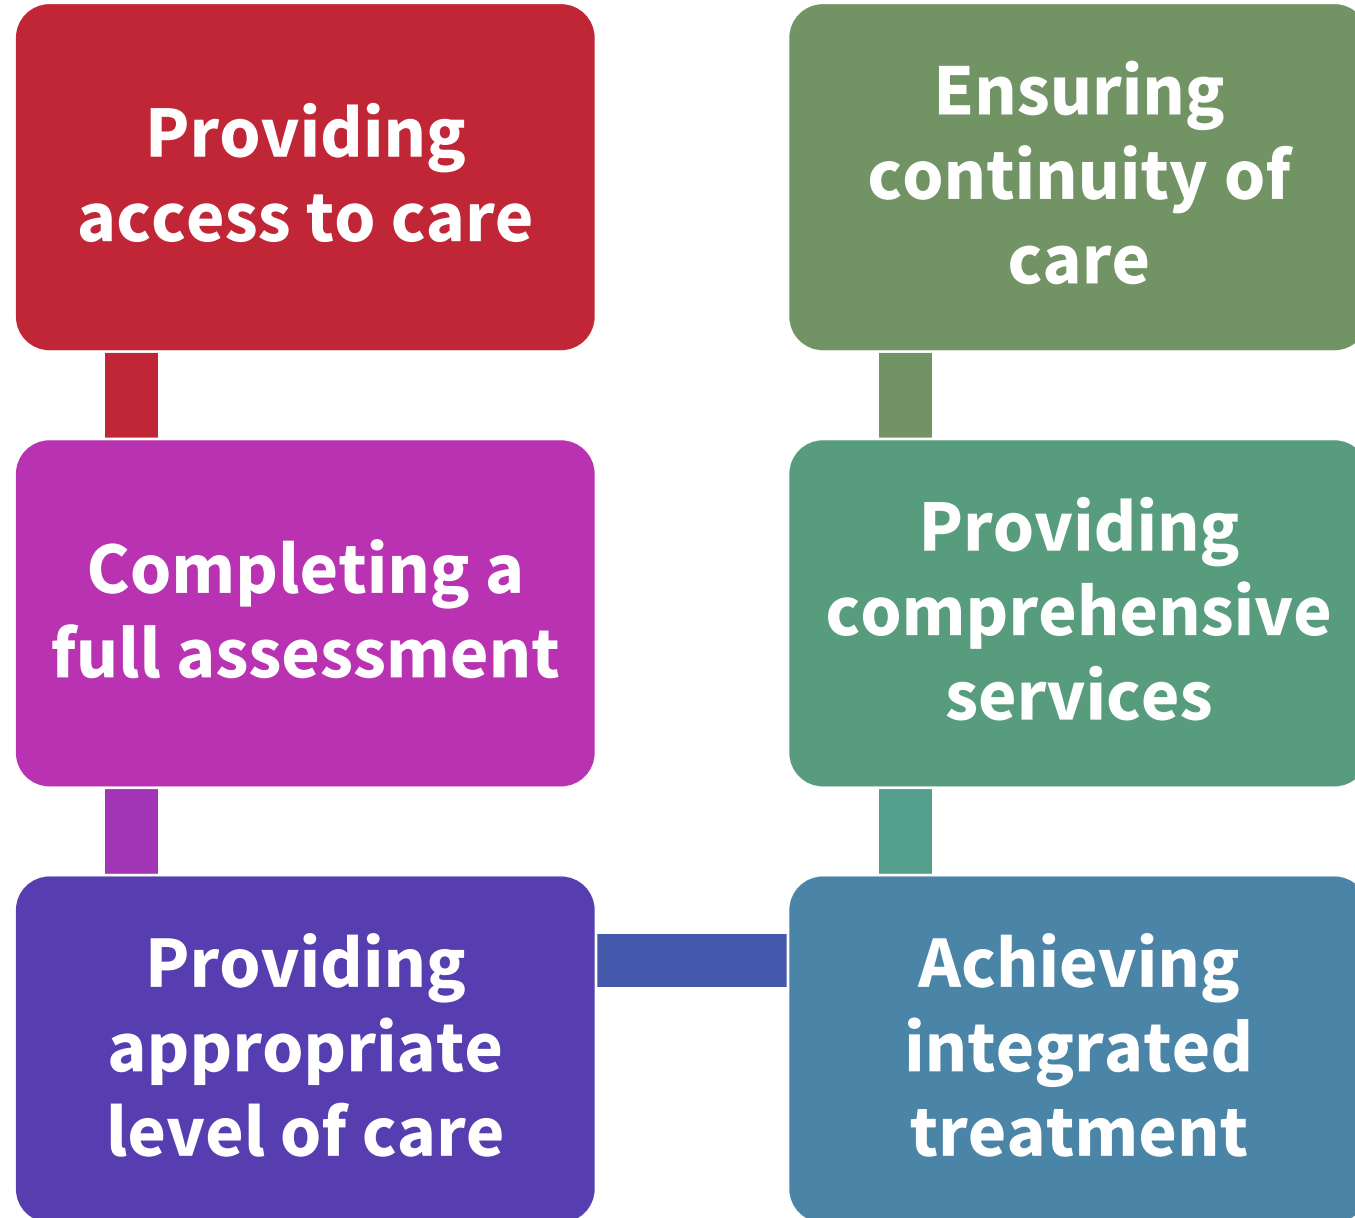 Providing
access to care
Completing a
full assessment
Providing
appropriate
level of care
Achieving
integrated
treatment
Providing
comprehensive
services
Ensuring
continuity of
care